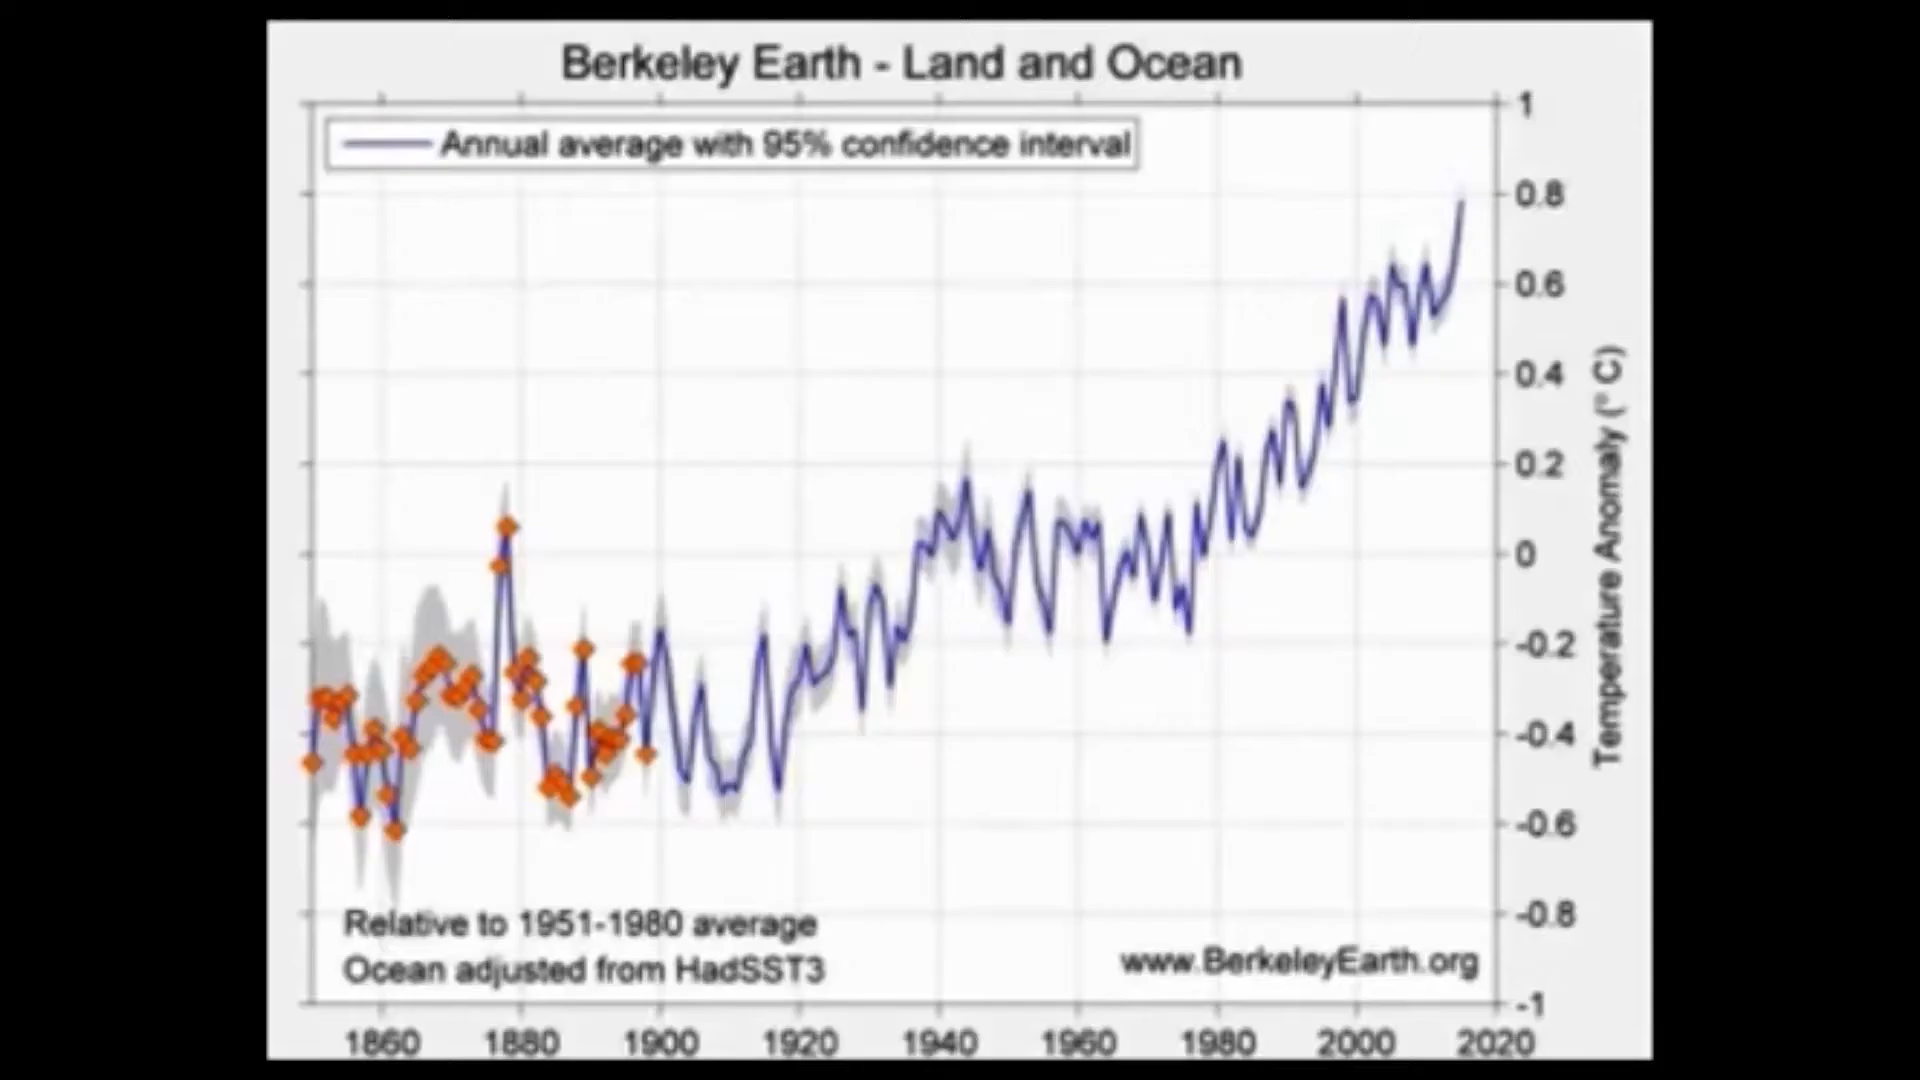 Berkeley Earth - Land and Ocean
Annual average with 95% confidence interval
1
0.8
0.6
0.4
0.2
0
-0.2
-0.4
-0.6
-0.8
-1
Temperature Anomaly (° C)
Relative to 1951-1980 average
Ocean adjusted from HadSST3
www.BerkeleyEarth.org
1860 1880 1900 1920 1940 1960 1980 2000 2020